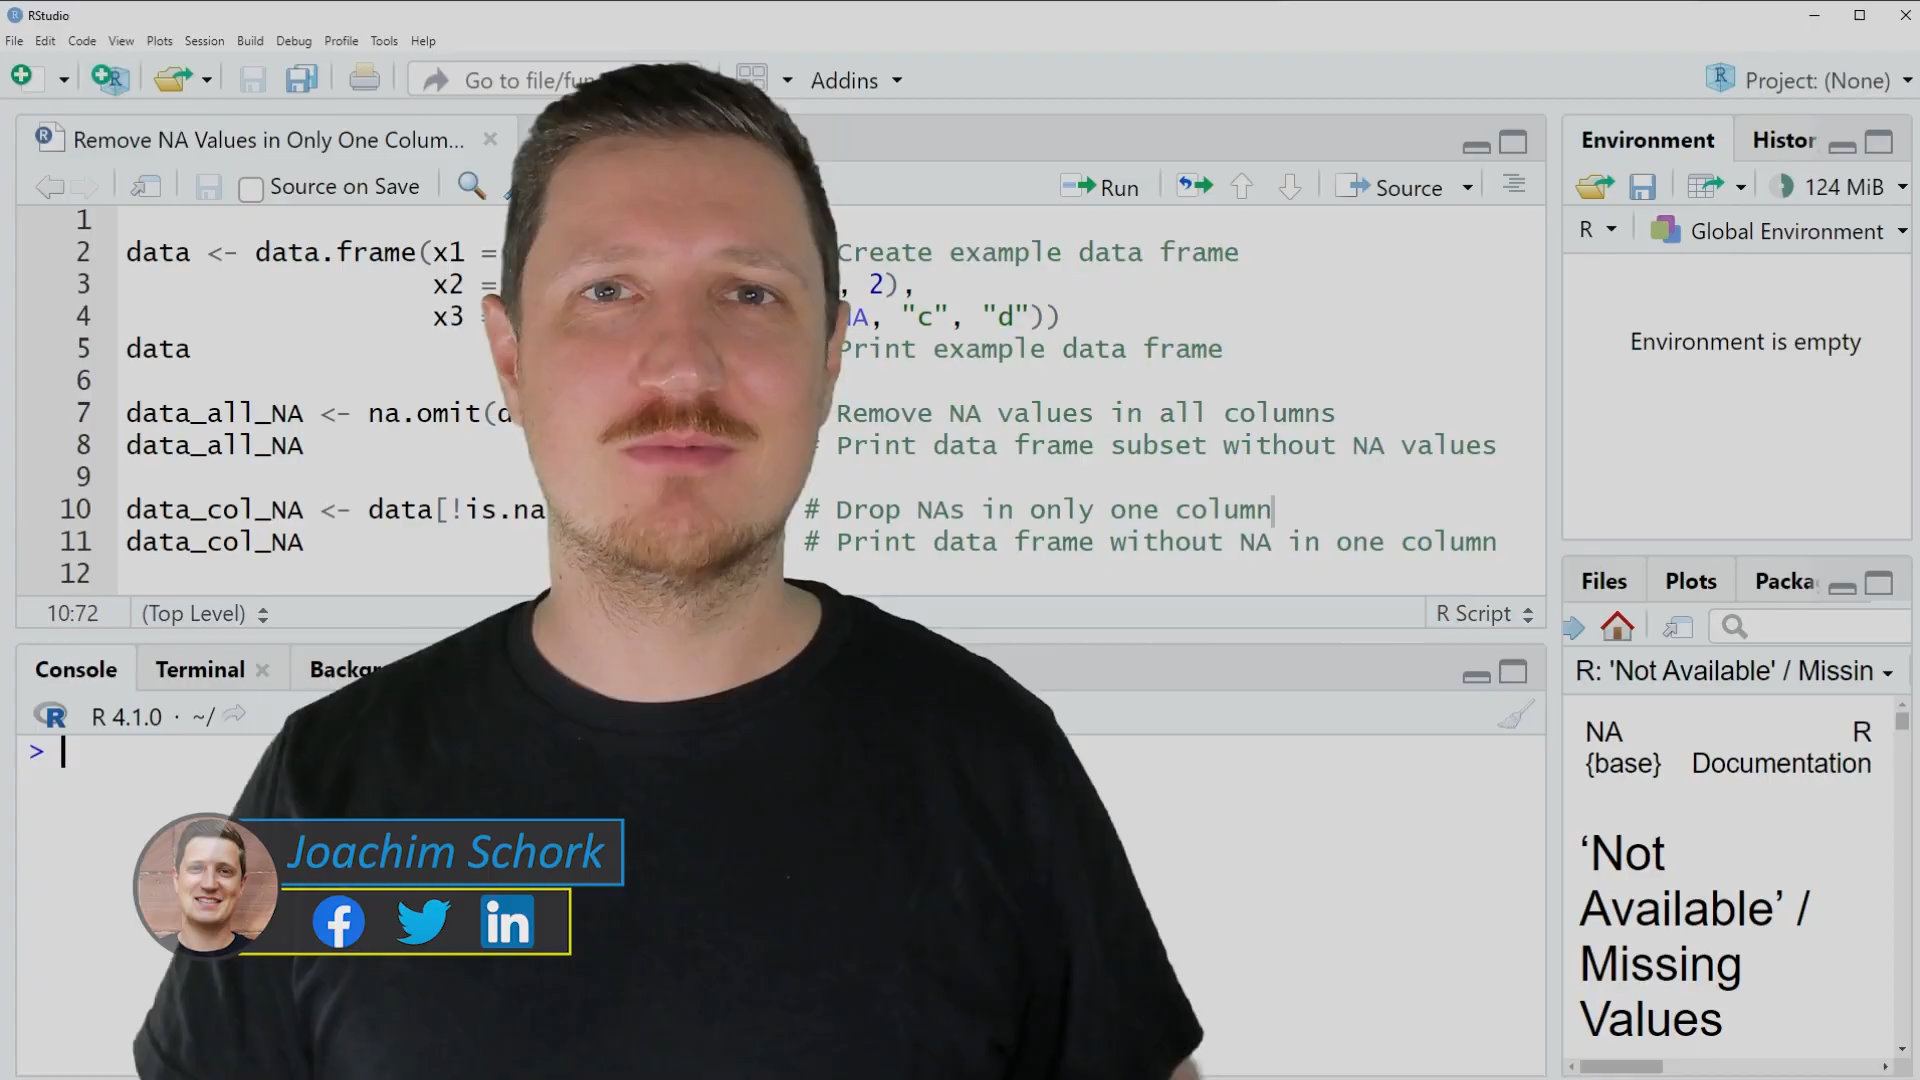 RStudio
File Edit Code View Plots Session Build Debug Profile Tools Help
Go to file/fun
Addins
Project: (None)
Remove NA Values in Only One Colum...
Source on Save
Run
Source
1
2 data <- data.frame(x1 = Create example data frame
3 x2 = , 2),
4 x3 NA, "c", "d"))
5 data Print example data frame
6
7 data_all_NA <- na.omit(d Remove NA values in all columns
8 data_all_NA # Print data frame subset without NA values
9
10 data_col_NA <- data[!is.na # Drop NAs in only one column
11 data_col_NA # Print data frame without NA in one column
12
10:72 (Top Level) R Script
Console Terminal Backgr
R 4.1.0 · ~/
>
Joachim Schork
f in
Environment Histor
124 MiB
R Global Environment
Environment is empty
Files Plots Packa
R: 'Not Available' / Missin
NA R
{base} Documentation
‘Not
Available’ /
Missing
Values